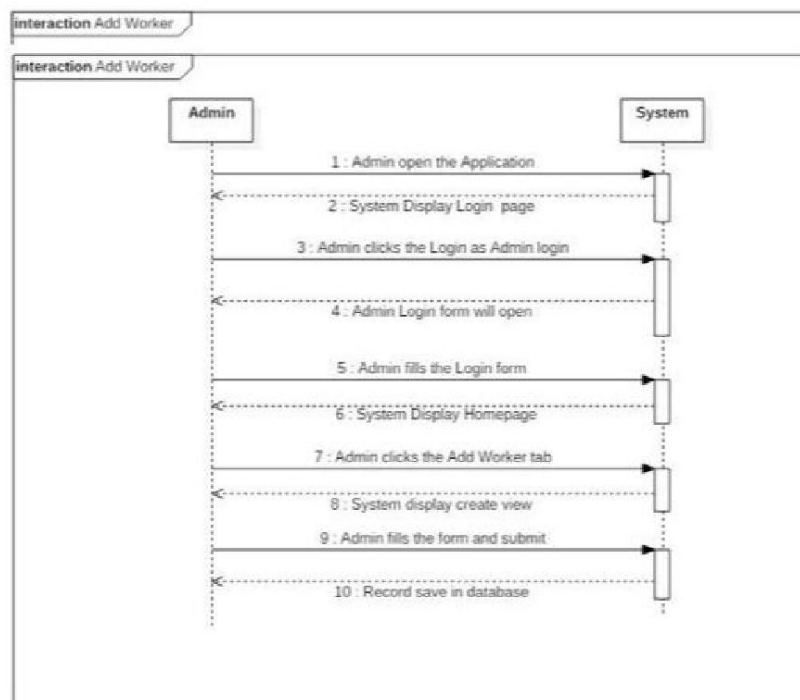 interaction Add Worker
interaction Add Worker
Admin
System
1 : Admin open the Application
2 : System Display Login page
3 : Admin clicks the Login as Admin login
4 : Admin Login form will open
5 : Admin fills the Login form
6 : System Display Homepage
7 : Admin clicks the Add Worker tab
8 : System display create view
9 : Admin fills the form and submit
10 : Record save in database